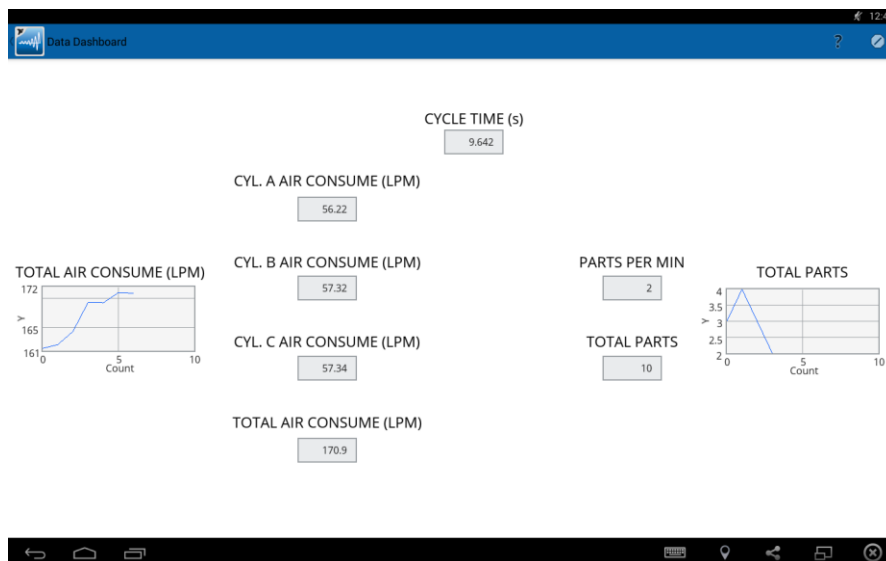 12:4
Data Dashboard
?
CYCLE TIME (s)
9.642
CYL. A AIR CONSUME (LPM)
56.22
CYL. B AIR CONSUME (LPM)
57.32
CYL. C AIR CONSUME (LPM)
57.34
TOTAL AIR CONSUME (LPM)
170.9
TOTAL AIR CONSUME (LPM)
172
165
161
Y
0 5 10
Count
PARTS PER MIN
2
TOTAL PARTS
10
TOTAL PARTS
4
3.5
3
2.5
2
Y
0 5 10
Count